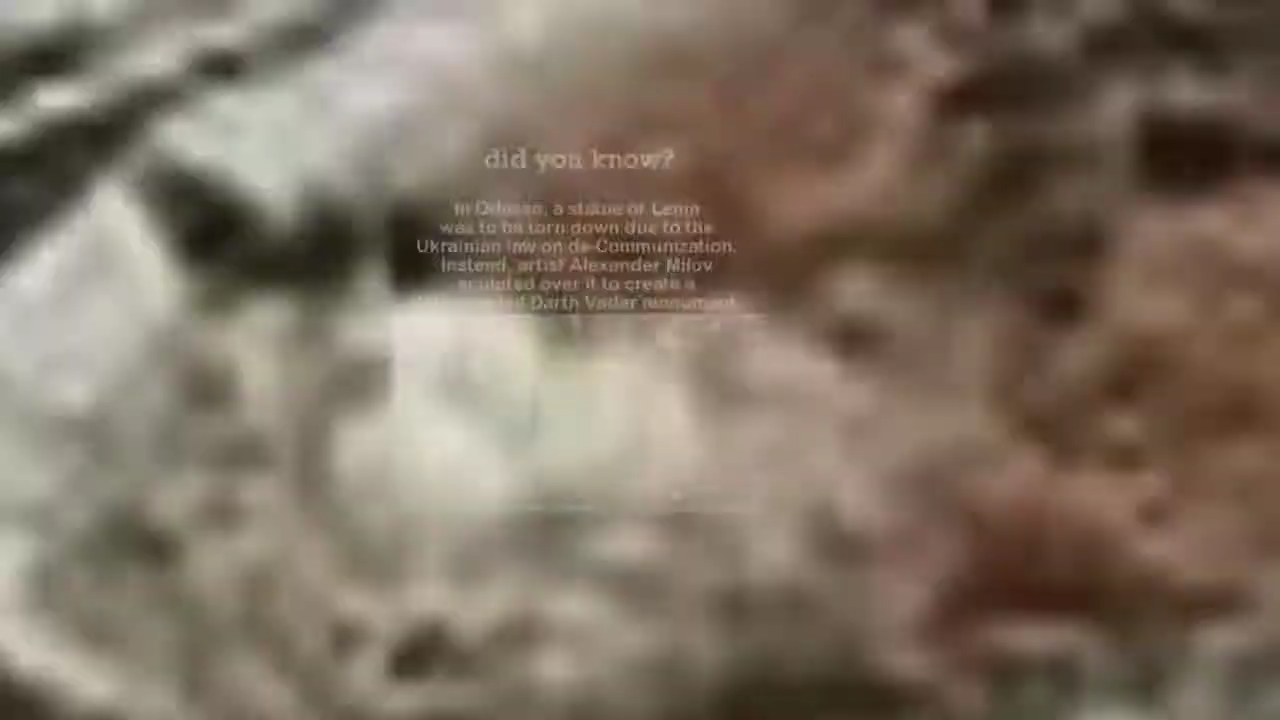 did you know?
In Odessa, a statue of Lenin
was to be torn down due to the
Ukrainian law on de-Communization.
Instead, artist Alexander Milov
sculpted over it to create a
Darth Vader monument